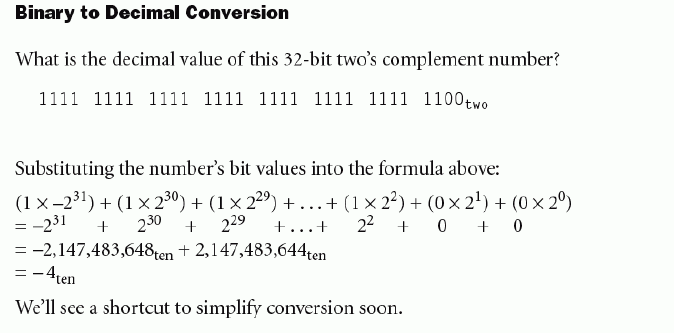 Binary to Decimal Conversion
What is the decimal value of this 32-bit two's complement number?
1111 1111 1111 1111 1111 1111 1111 1100two
Substituting the number's bit values into the formula above:
(1 × –2³¹) + (1 × 2³⁰) + (1 × 2²⁹) + . . . + (1 × 2²) + (0 × 2¹) + (0 × 2⁰)
= –2³¹ + 2³⁰ + 2²⁹ + . . . + 2² + 0 + 0
= –2,147,483,648ten + 2,147,483,644ten
= –4ten
We'll see a shortcut to simplify conversion soon.